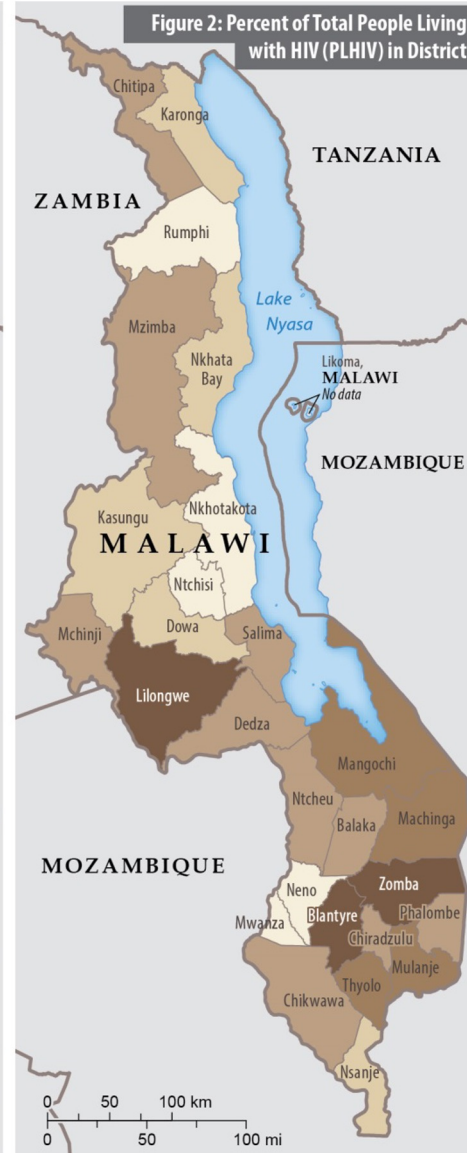 Figure 2: Percent of Total People Living
with HIV (PLHIV) in District
Chitipa
Karonga
TANZANIA
ZAMBIA
Rumphi
Lake
Nyasa
Mzimba
Nkhata
Bay
Likoma,
MALAWI
No data
MOZAMBIQUE
Kasungu
Nkhotakota
MALAWI
Ntchisi
Mchinji
Dowa
Salima
Lilongwe
Dedza
Mangochi
Ntcheu
Balaka
Machinga
MOZAMBIQUE
Neno
Zomba
Mwanza
Blantyre
Phalombe
Chiradzulu
Mulanje
Thyolo
Chikwawa
Nsanje
0 50 100 km
0 50 100 mi